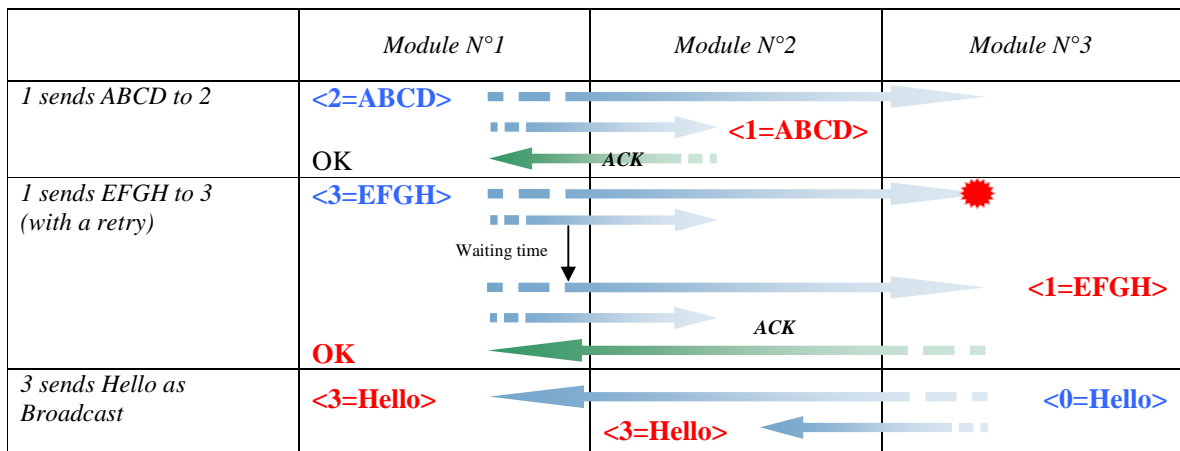 Module N°1 Module N°2 Module N°3
1 sends ABCD to 2 <2=ABCD>
<1=ABCD>
OK ACK
1 sends EFGH to 3 <3=EFGH>
(with a retry)
Waiting time
<1=EFGH>
ACK
OK
3 sends Hello as
Broadcast <3=Hello> <0=Hello>
<3=Hello>